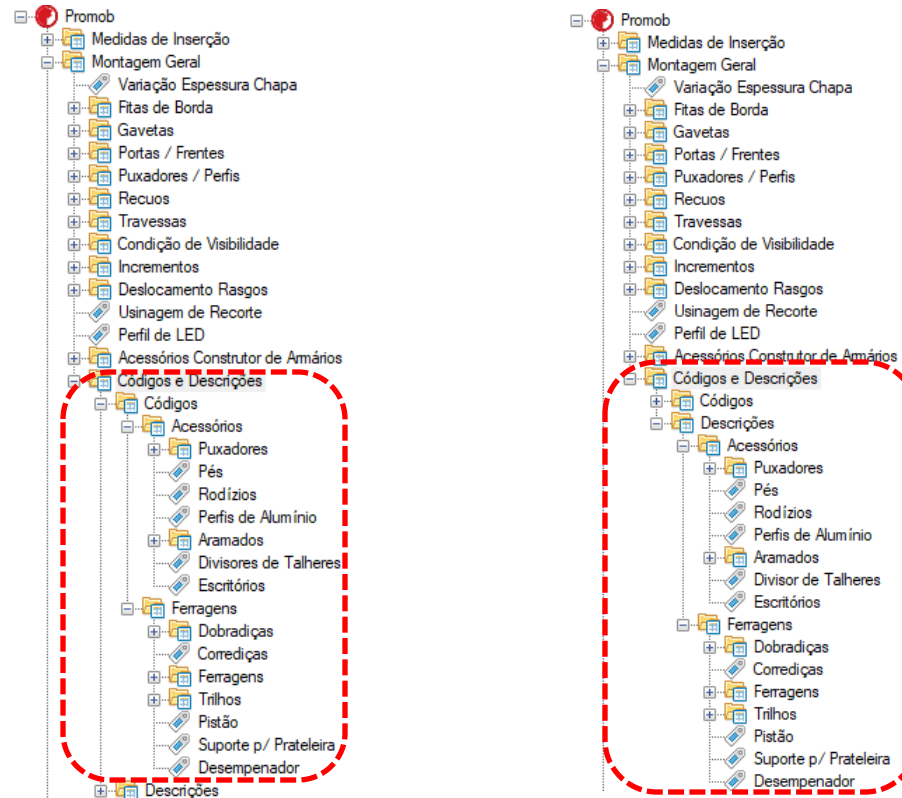 Promob
Medidas de Inserção
Montagem Geral
Variação Espessura Chapa
Fitas de Borda
Gavetas
Portas / Frentes
Puxadores / Perfis
Recuos
Travessas
Condição de Visibilidade
Incrementos
Deslocamento Rasgos
Usinagem de Recorte
Perfil de LED
Acessórios Construtor de Armários
Códigos e Descrições
Códigos
Acessórios
Puxadores
Pés
Rodízios
Perfis de Alumínio
Aramados
Divisores de Talheres
Escritórios
Ferragens
Dobradiças
Corrediças
Ferragens
Trilhos
Pistão
Suporte p/ Prateleira
Desempenador
Descrições
Promob
Medidas de Inserção
Montagem Geral
Variação Espessura Chapa
Fitas de Borda
Gavetas
Portas / Frentes
Puxadores / Perfis
Recuos
Travessas
Condição de Visibilidade
Incrementos
Deslocamento Rasgos
Usinagem de Recorte
Perfil de LED
Acessórios Construtor de Armários
Códigos e Descrições
Códigos
Descrições
Acessórios
Puxadores
Pés
Rodízios
Perfis de Alumínio
Aramados
Divisor de Talheres
Escritórios
Ferragens
Dobradiças
Corrediças
Ferragens
Trilhos
Pistão
Suporte p/ Prateleira
Desempenador